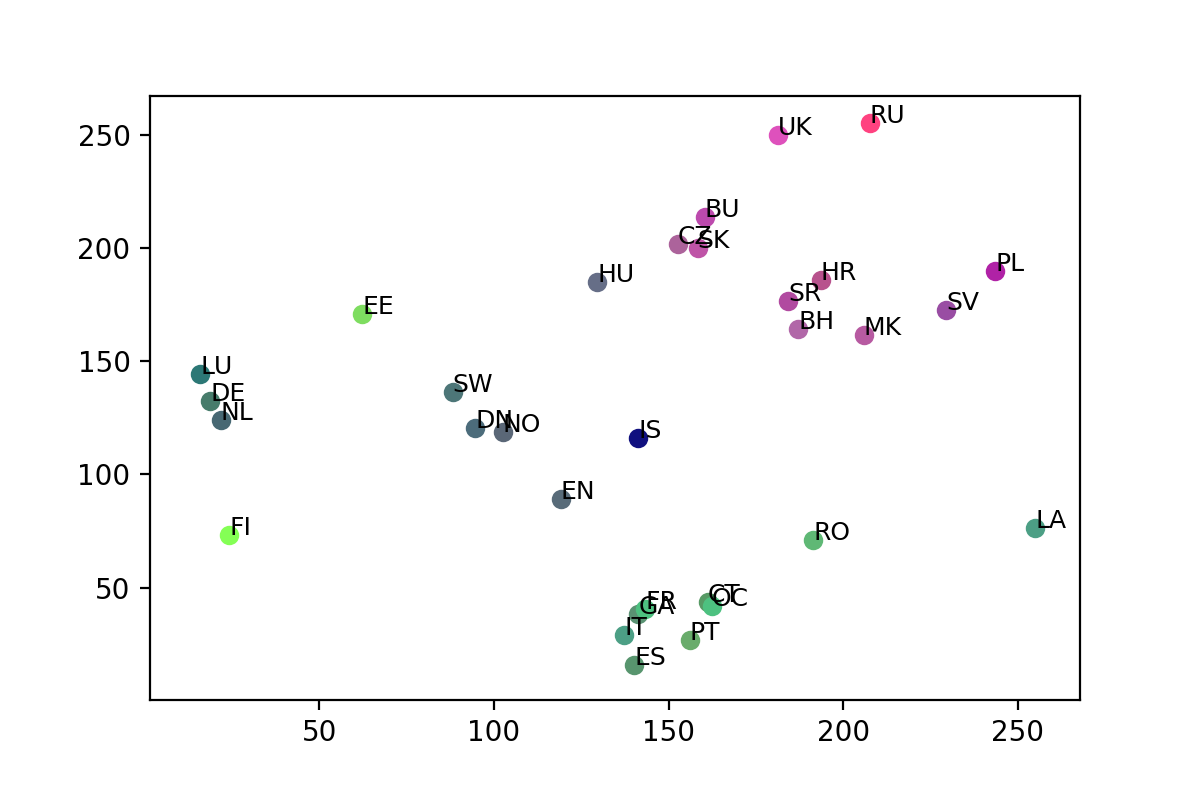 250
200
150
100
50
50
100
150
200
250
RU
UK
BU
CZ
SK
HU
HR
PL
SR
SV
BH
MK
EE
LU
DE
NL
SW
DN
NO
IS
EN
FI
RO
LA
CT
OC
FR
GA
IT
PT
ES